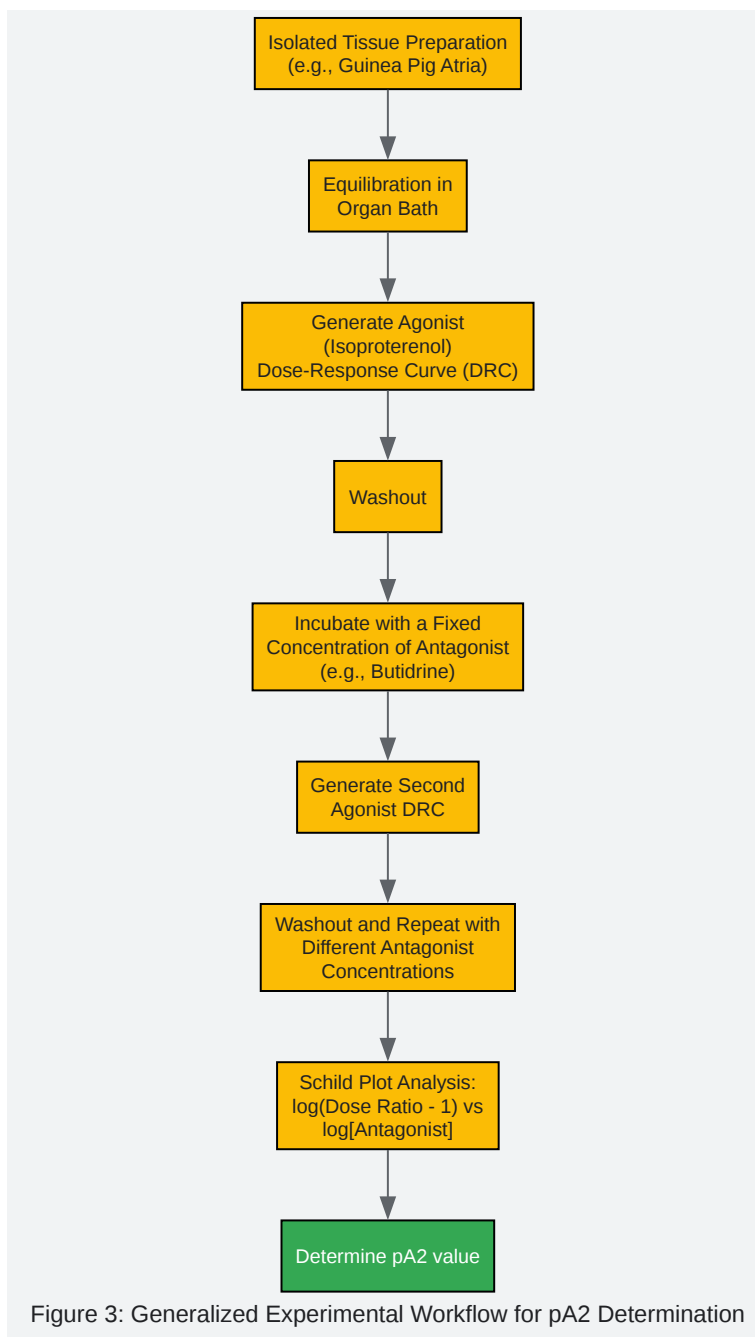 Isolated Tissue Preparation
(e.g., Guinea Pig Atria)
Equilibration in
Organ Bath
Generate Agonist
(Isoproterenol)
Dose-Response Curve (DRC)
Washout
Incubate with a Fixed
Concentration of Antagonist
(e.g., Butidrine)
Generate Second
Agonist DRC
Washout and Repeat with
Different Antagonist
Concentrations
Schild Plot Analysis:
log(Dose Ratio - 1) vs
log[Antagonist]
Determine pA2 value
Figure 3: Generalized Experimental Workflow for pA2 Determination